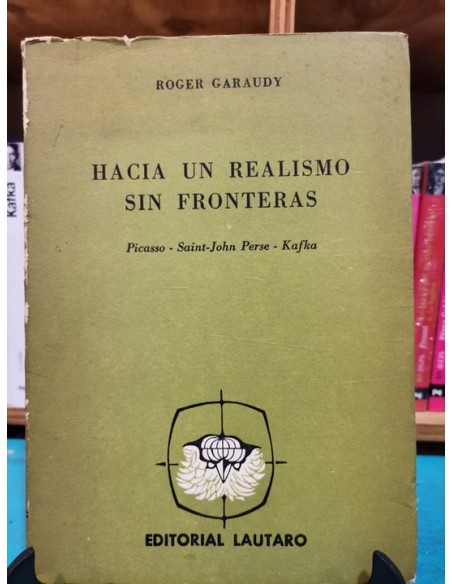 ROGER GARAUDY
HACIA UN REALISMO
SIN FRONTERAS
Picasso - Saint-John Perse - Kafka
EDITORIAL LAUTARO
Kafka